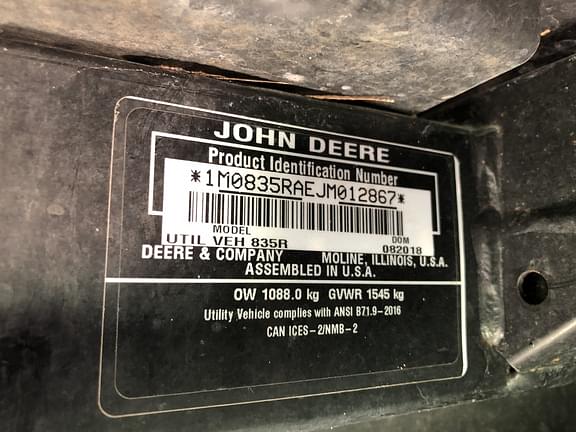 JOHN DEERE
Product Identification Number
*1M0835RAEJM012867*
MODEL DOM
UTIL VEH 835R 082018
DEERE & COMPANY MOLINE, ILLINOIS, U.S.A.
ASSEMBLED IN U.S.A.
OW 1088.0 kg GVWR 1545 kg
Utility Vehicle complies with ANSI B71.9-2016
CAN ICES-2/NMB-2